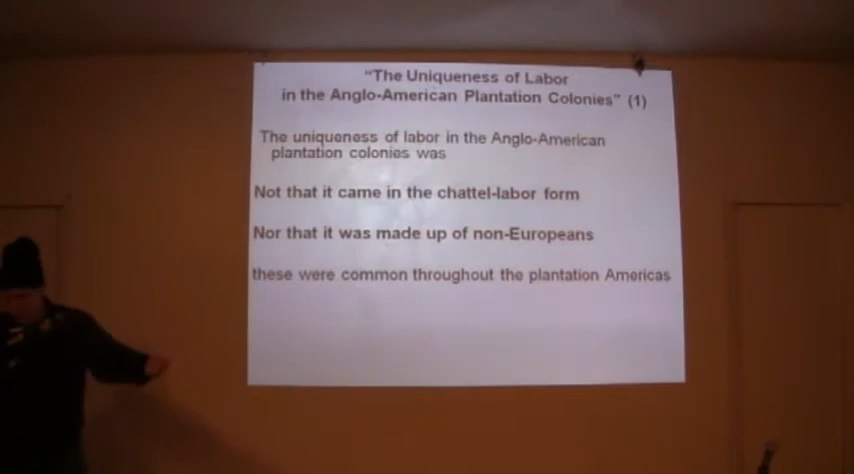 "The Uniqueness of Labor
in the Anglo-American Plantation Colonies" (1)
The uniqueness of labor in the Anglo-American
plantation colonies was
Not that it came in the chattel-labor form
Nor that it was made up of non-Europeans
these were common throughout the plantation Americas